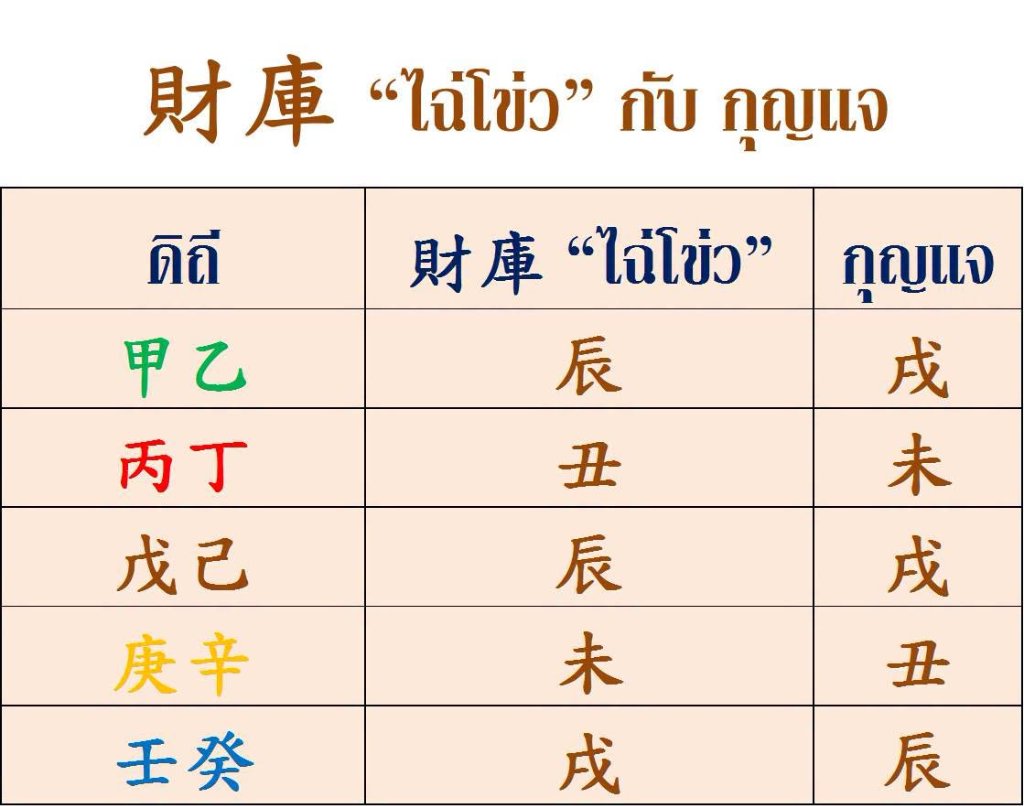 財庫 “ไฉ่โข่ว” กับ กุญแจ
ดิถี 財庫 “ไฉ่โข่ว” กุญแจ
甲乙 辰 戌
丙丁 丑 未
戊己 辰 戌
庚辛 未 丑
壬癸 戌 辰